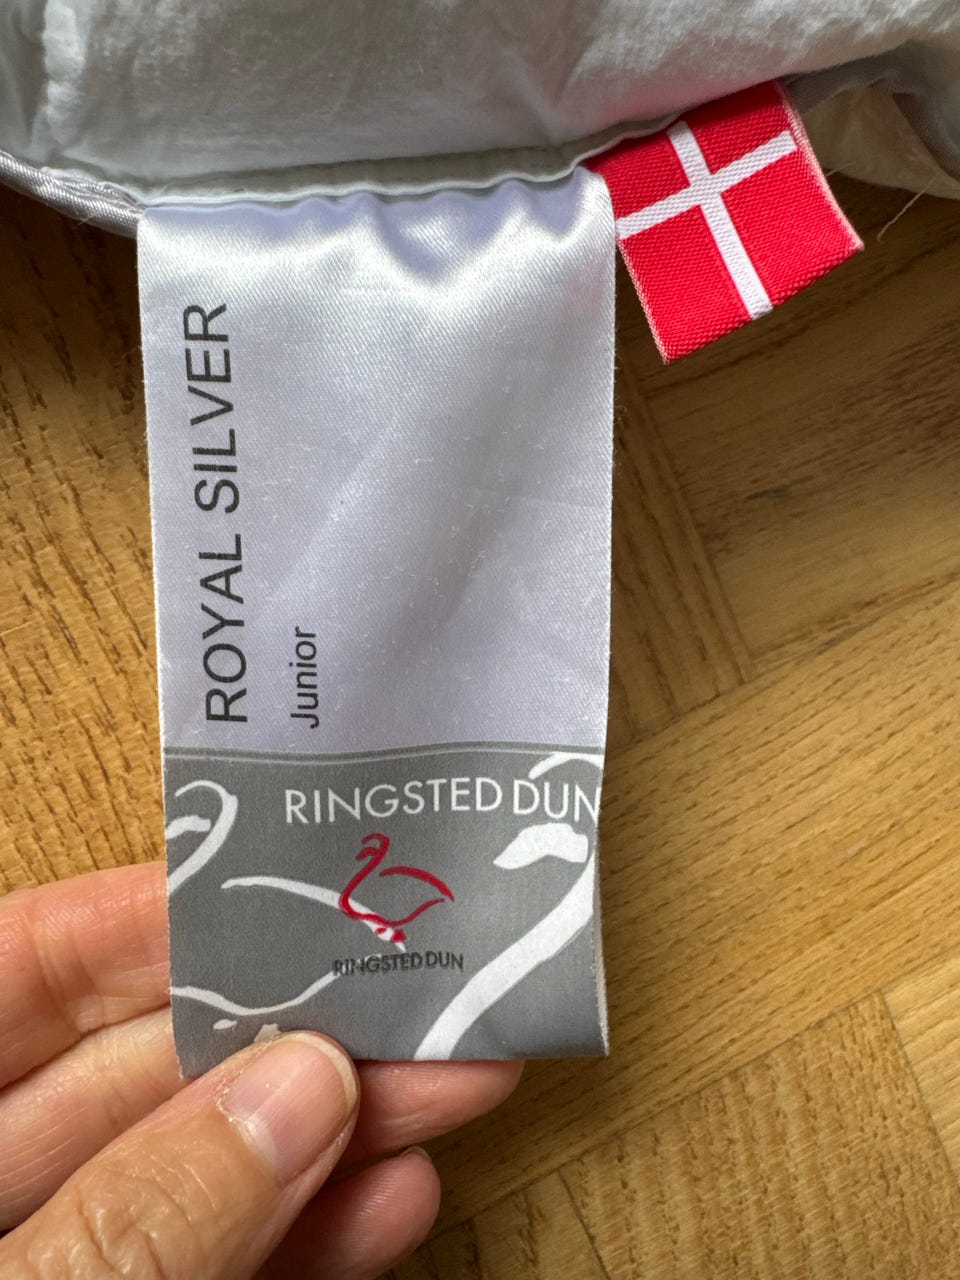 ROYAL SILVER
Junior
RINGSTED DUN
RINGSTED DUN